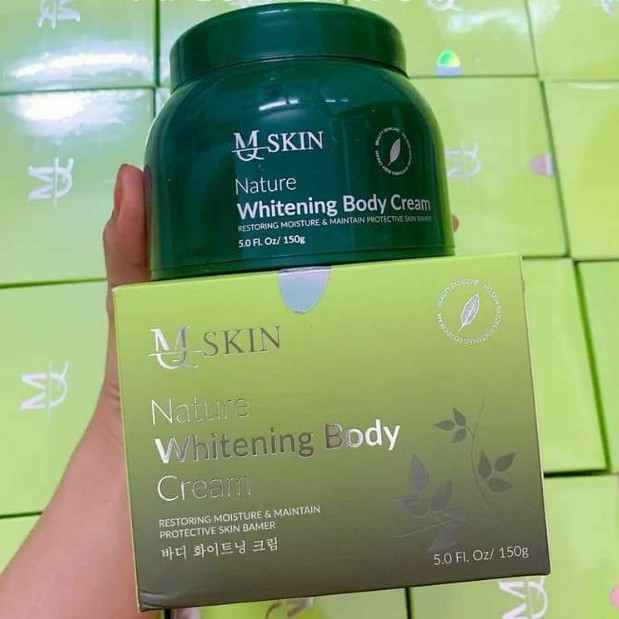 MQ SKIN
Nature
Whitening Body Cream
RESTORING MOISTURE & MAINTAIN PROTECTIVE SKIN BAMER
5.0 Fl. Oz/ 150g
MQ SKIN
Nature
Whitening Body
Cream
RESTORING MOISTURE & MAINTAIN
PROTECTIVE SKIN BAMER
바디 화이트닝 크림
5.0 Fl. Oz/ 150g